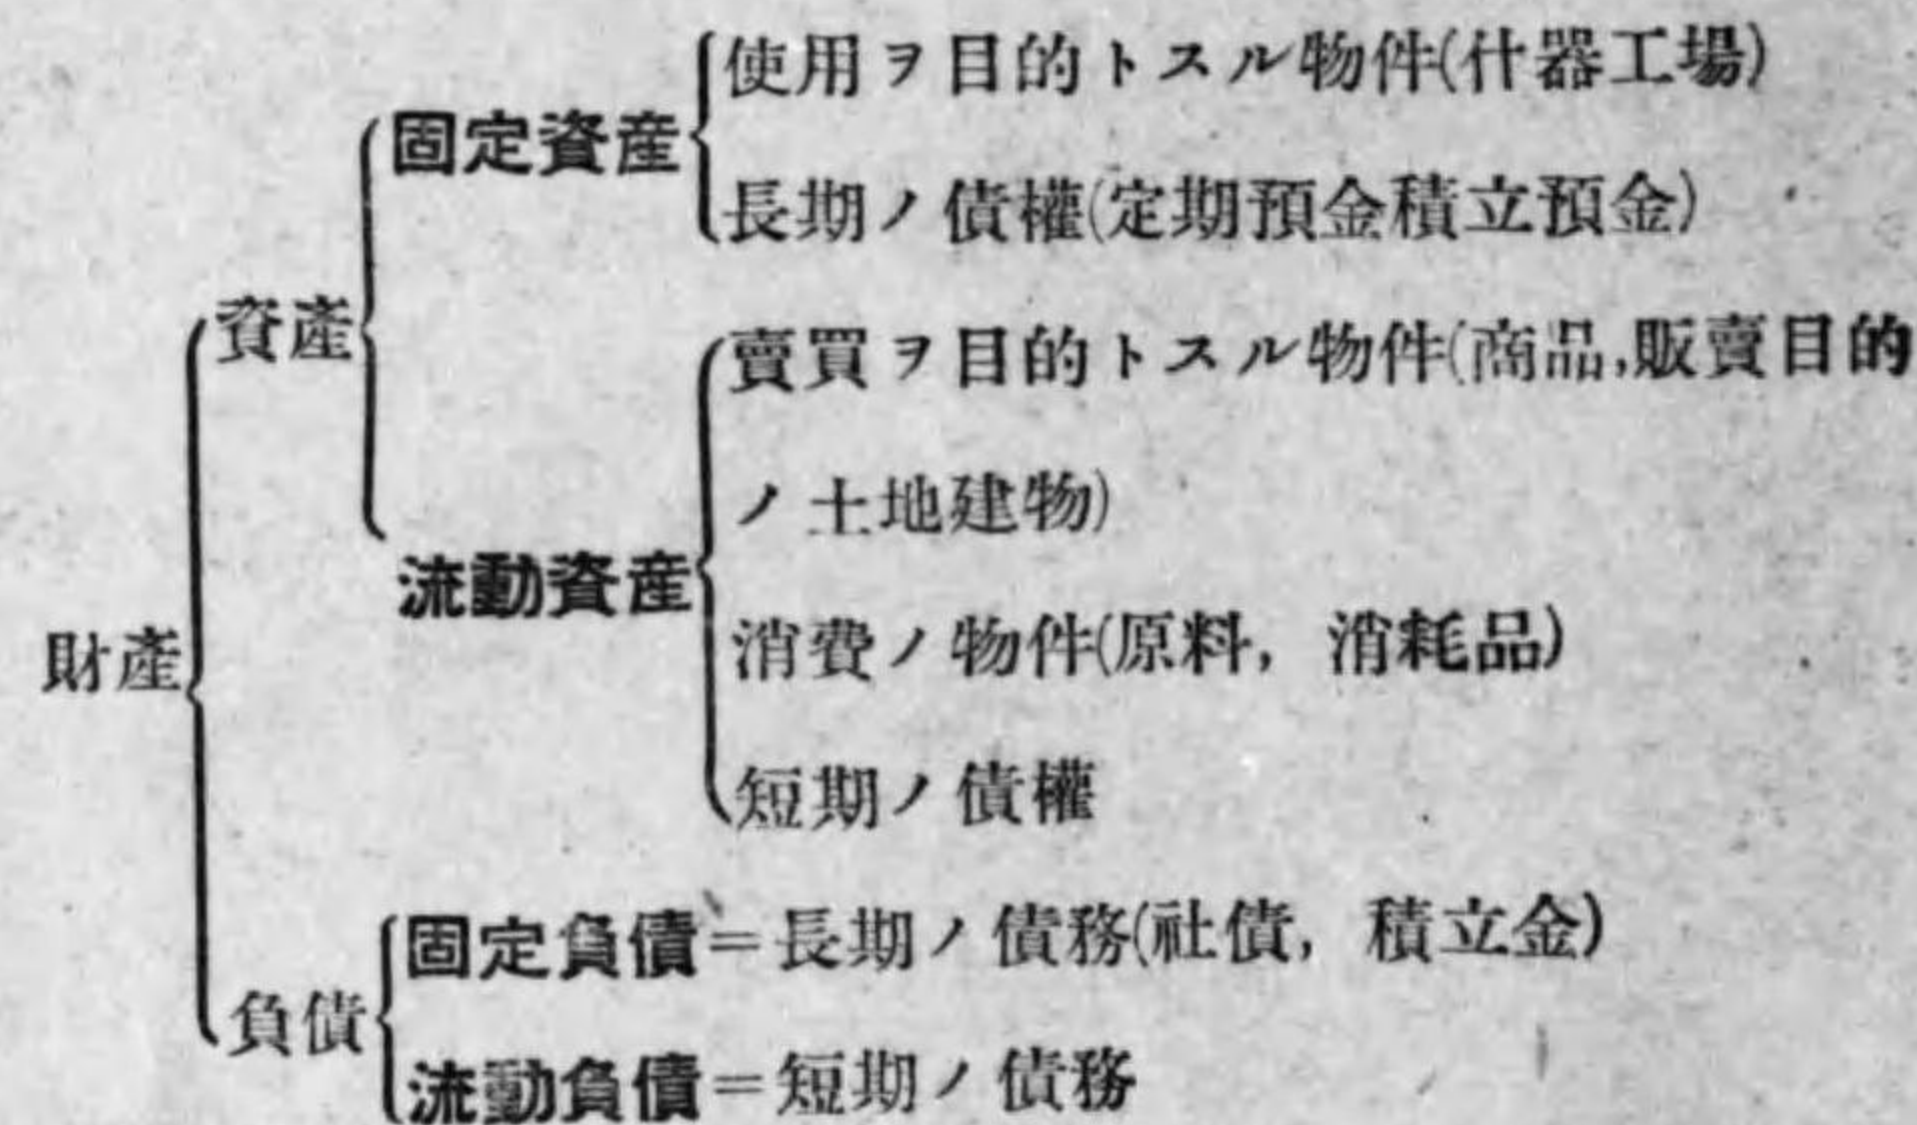 使用ヲ目的トスル物件(什器工場)
固定資産
長期ノ債權(定期預金積立預金)
資產
賣買ヲ目的トスル物件(商品,販賣目的
ノ土地建物)
流動資産
財產
消費ノ物件(原料,消耗品)
短期ノ債權
固定負債=長期ノ債務(社債,積立金)
負債
流動負債=短期ノ債務